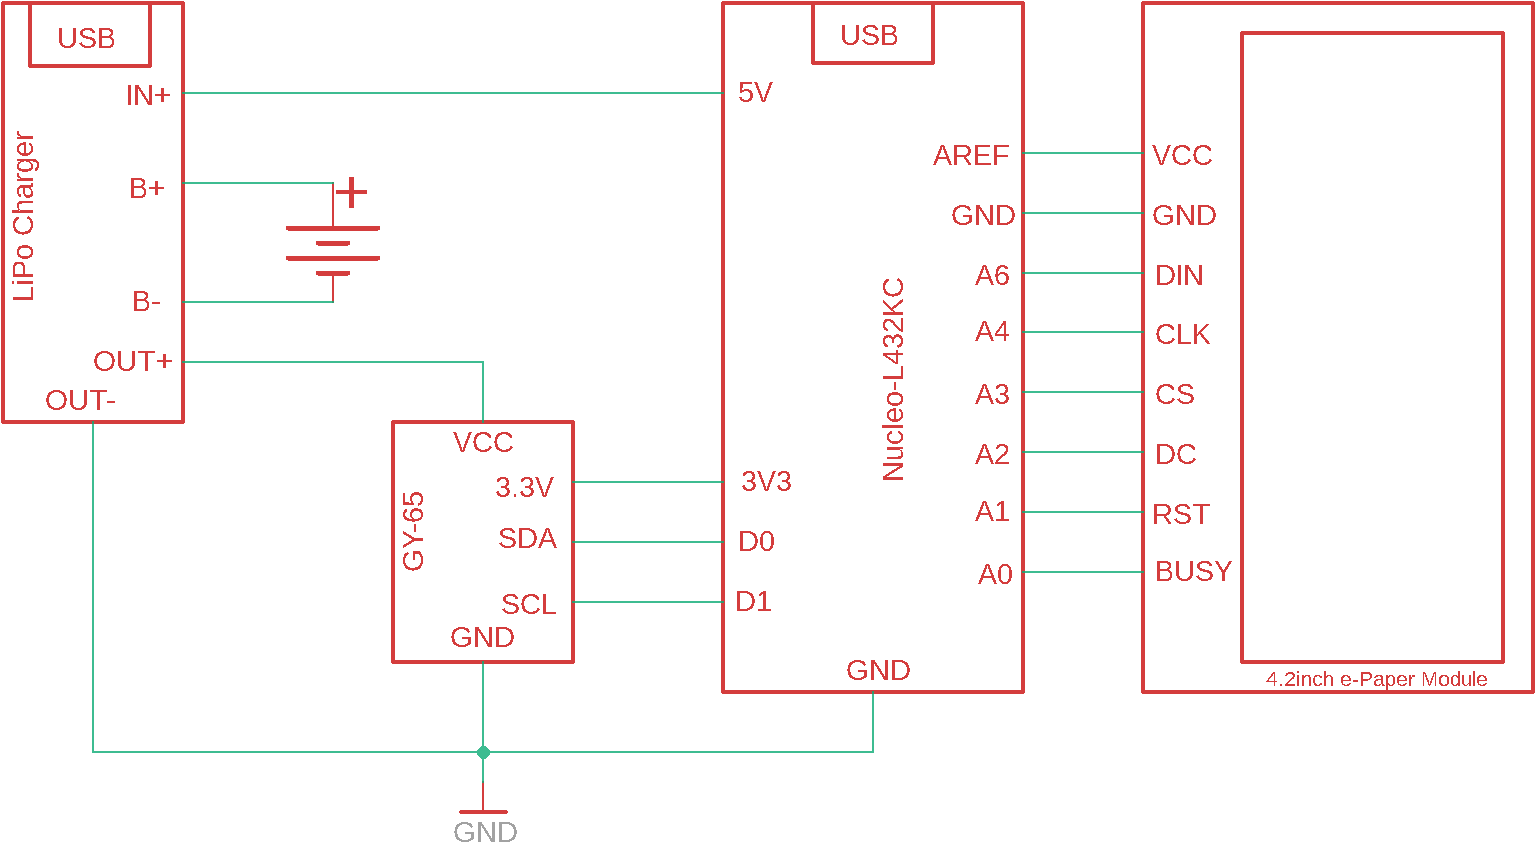 USB
IN+
B+
B-
OUT+
OUT-
LiPo Charger
VCC
3.3V
SDA
SCL
GND
GY-65
USB
5V
3V3
D0
D1
Nucleo-L432KC
AREF
GND
A6
A4
A3
A2
A1
A0
GND
VCC
GND
DIN
CLK
CS
DC
RST
BUSY
4.2inch e-Paper Module
GND